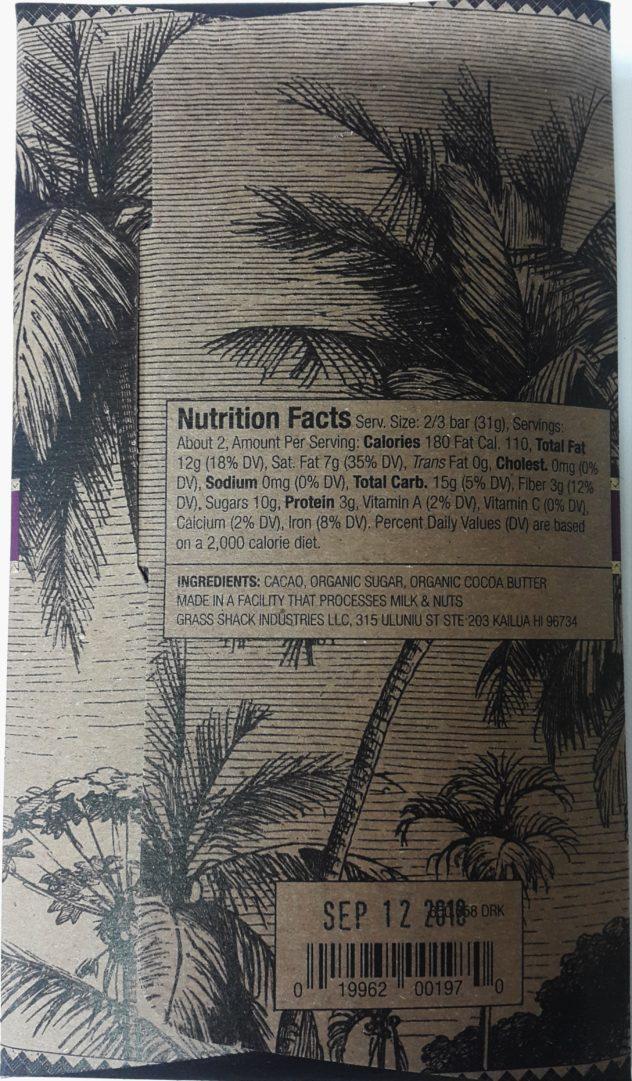 Nutrition Facts Serv. Size: 2/3 bar (31g), Servings:
About 2, Amount Per Serving: Calories 180 Fat Cal. 110, Total Fat
12g (18% DV), Sat. Fat 7g (35% DV), Trans Fat 0g, Cholest. 0mg (0%
DV), Sodium 0mg (0% DV), Total Carb. 15g (5% DV), Fiber 3g (12%
DV), Sugars 10g, Protein 3g, Vitamin A (2% DV), Vitamin C (0% DV),
Calcium (2% DV), Iron (8% DV). Percent Daily Values (DV) are based
on a 2,000 calorie diet.
INGREDIENTS: CACAO, ORGANIC SUGAR, ORGANIC COCOA BUTTER
MADE IN A FACILITY THAT PROCESSES MILK & NUTS
GRASS SHACK INDUSTRIES LLC, 315 ULUNIU ST STE 203 KAILUA HI 96734
SEP 12 2018 DRK
0 19962 00197 0